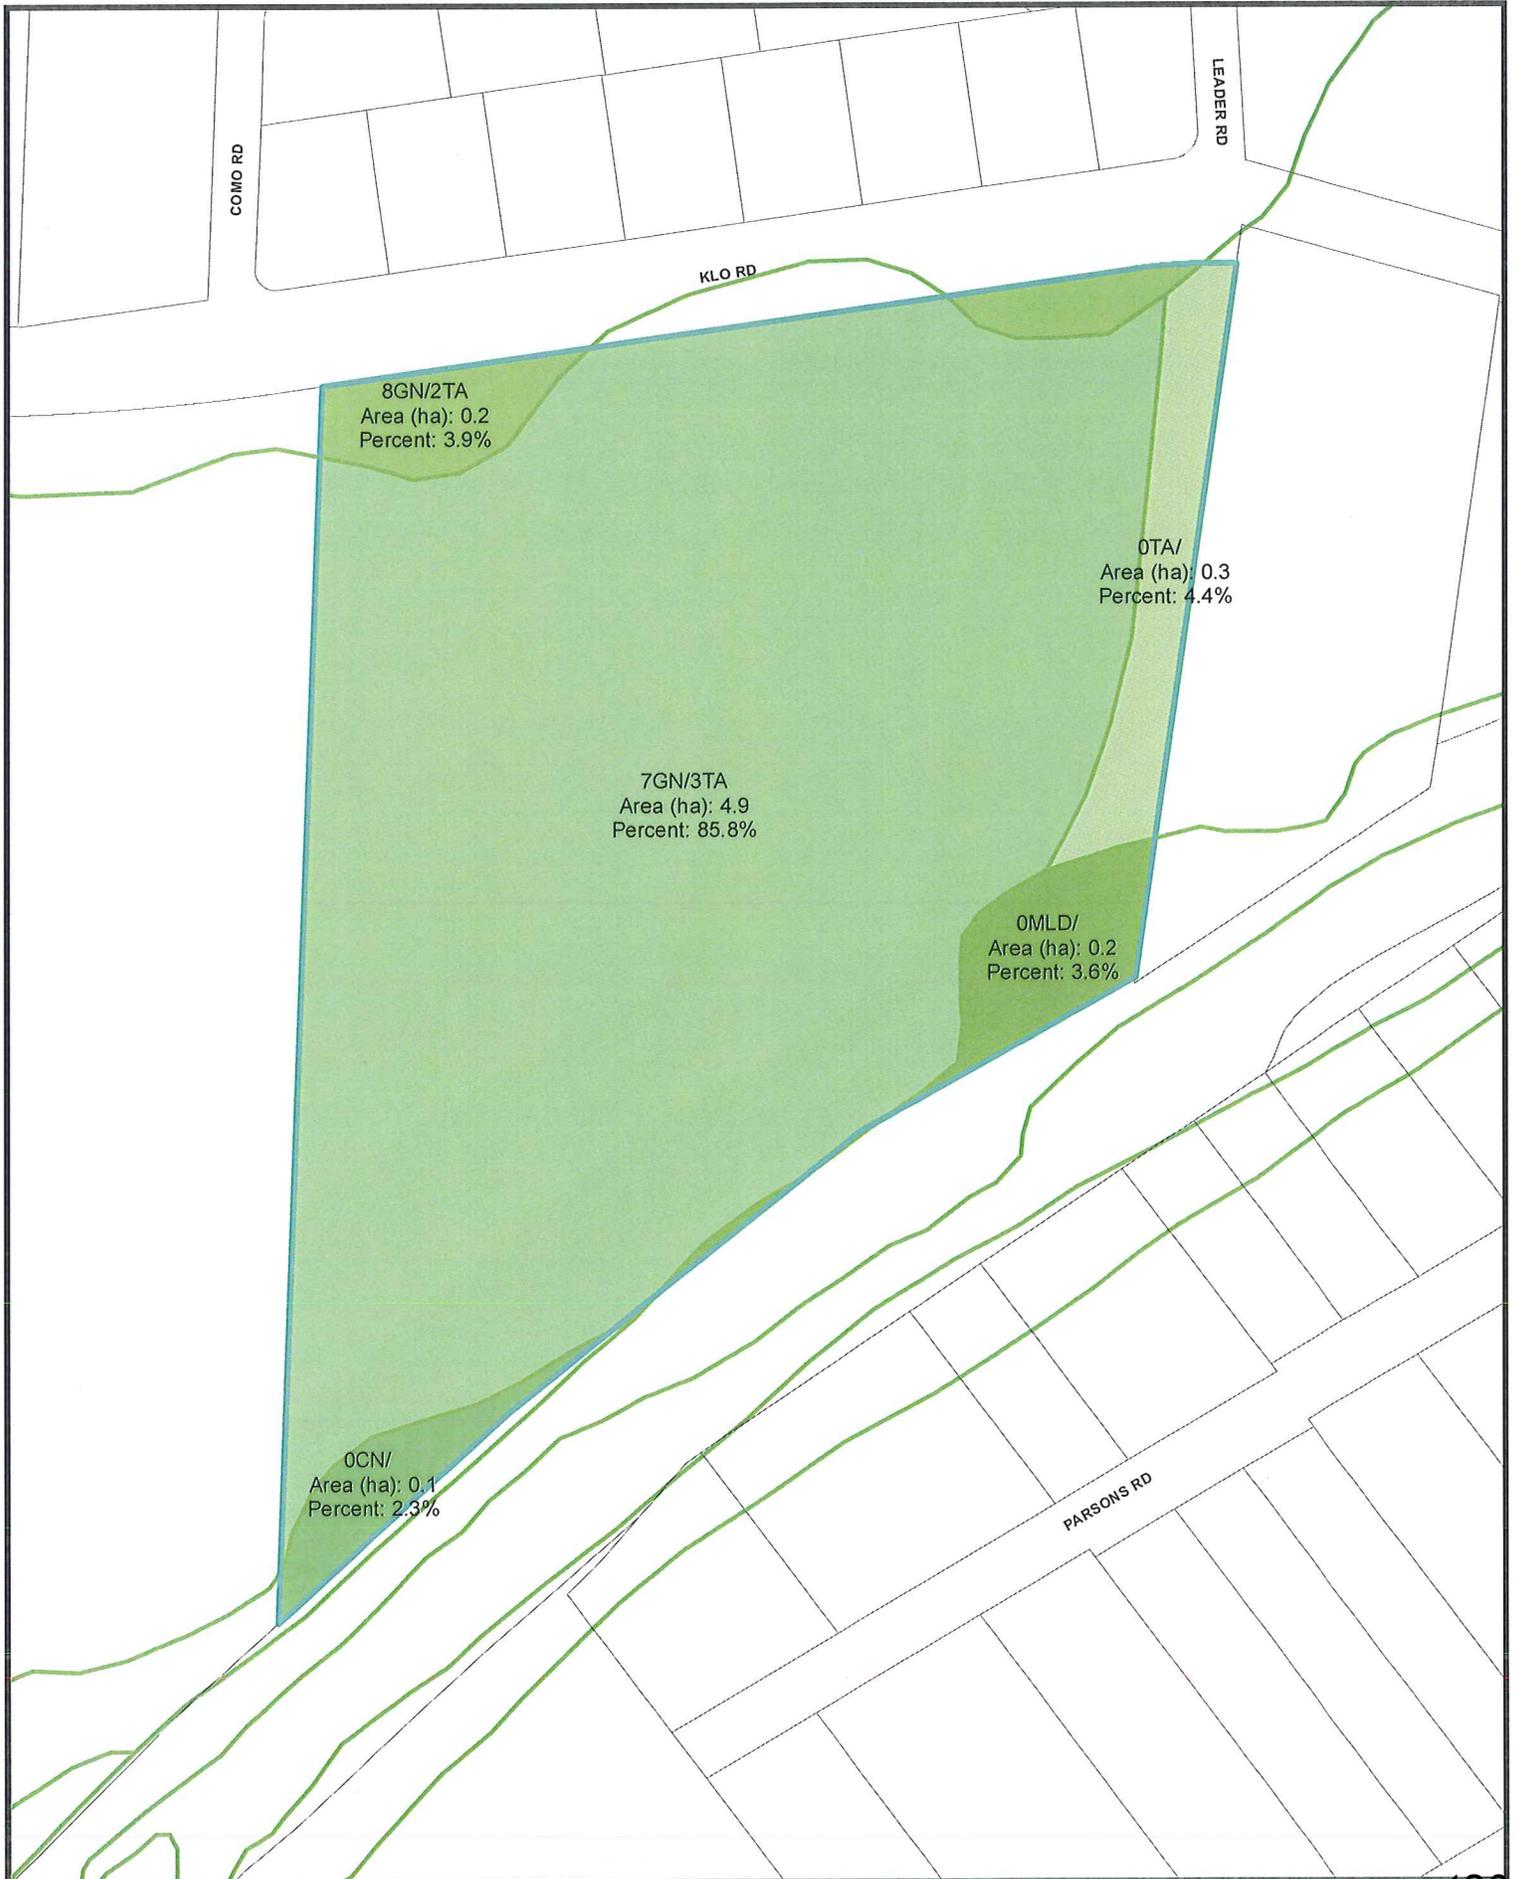 LEADER RD
COMO RD
KLO RD
8GN/2TA
Area (ha): 0.2
Percent: 3.9%
0TA/
Area (ha): 0.3
Percent: 4.4%
7GN/3TA
Area (ha): 4.9
Percent: 85.8%
0MLD/
Area (ha): 0.2
Percent: 3.6%
0CN/
Area (ha): 0.1
Percent: 2.3%
PARSONS RD